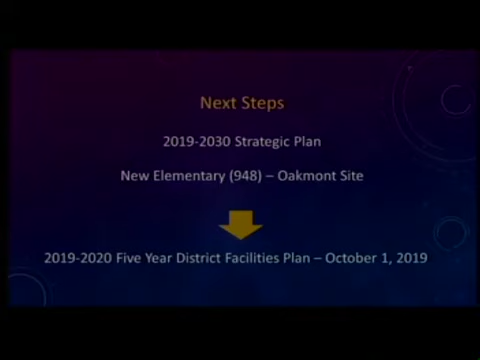 Next Steps
2019-2030 Strategic Plan
New Elementary (948) – Oakmont Site
2019-2020 Five Year District Facilities Plan – October 1, 2019